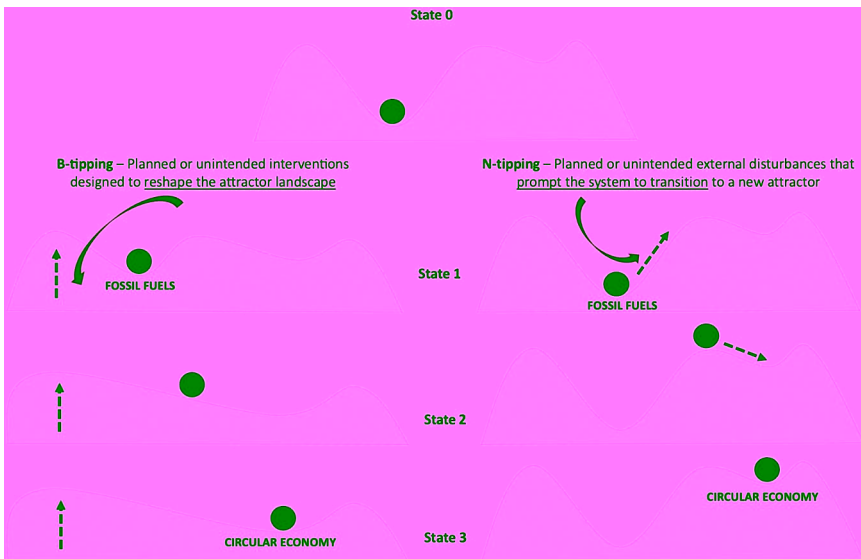 State 0
B-tipping – Planned or unintended interventions
designed to reshape the attractor landscape
N-tipping – Planned or unintended external disturbances that
prompt the system to transition to a new attractor
FOSSIL FUELS
State 1
FOSSIL FUELS
State 2
CIRCULAR ECONOMY
State 3
CIRCULAR ECONOMY